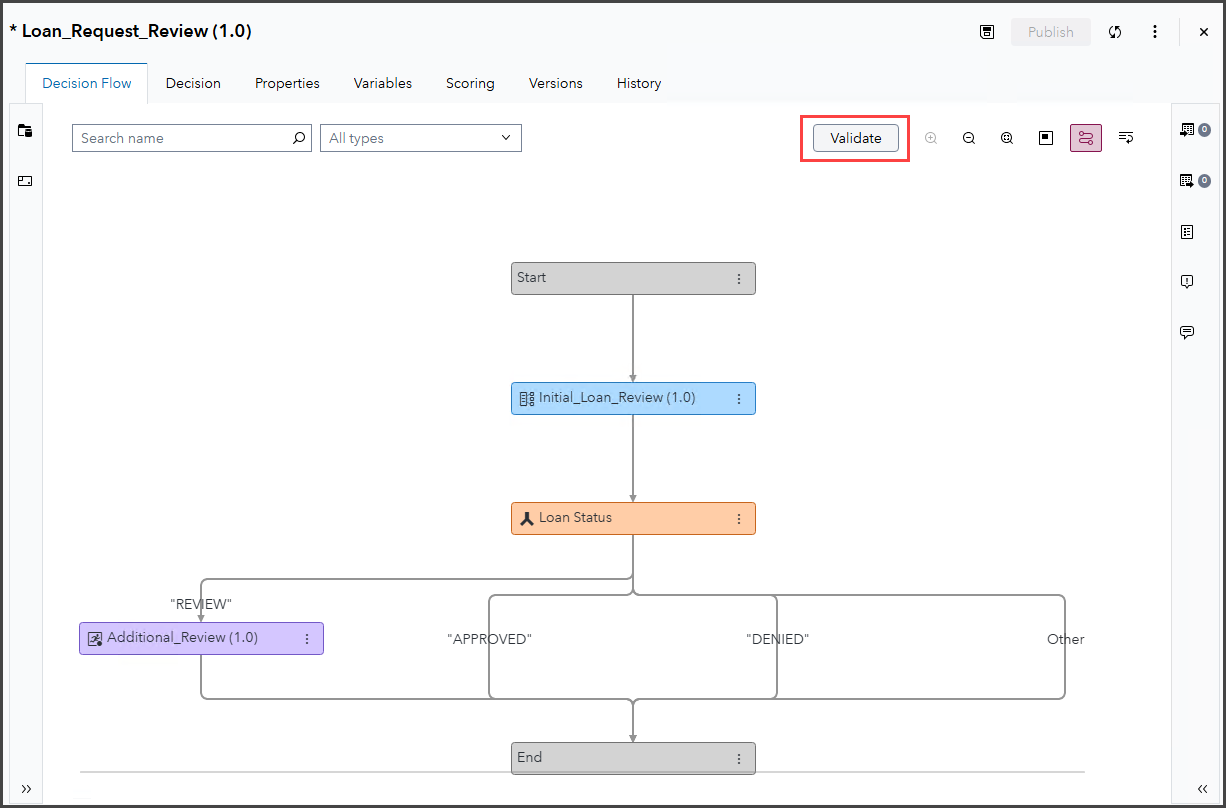 * Loan_Request_Review (1.0)
Publish
Decision Flow
Decision
Properties
Variables
Scoring
Versions
History
Search name
All types
Validate
0
0
Start
Initial_Loan_Review (1.0)
Loan Status
"REVIEW"
Additional_Review (1.0)
"APPROVED"
"DENIED"
Other
End